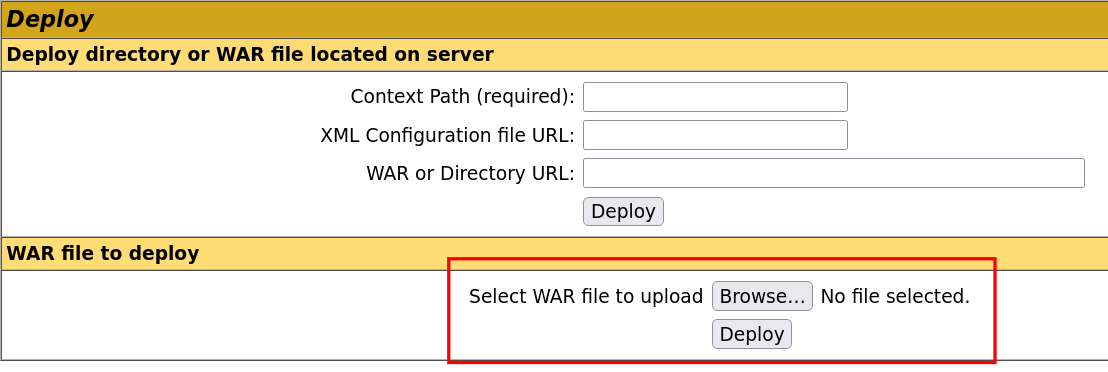 Deploy
Deploy directory or WAR file located on server
Context Path (required):
XML Configuration file URL:
WAR or Directory URL:
Deploy
WAR file to deploy
Select WAR file to upload Browse... No file selected.
Deploy